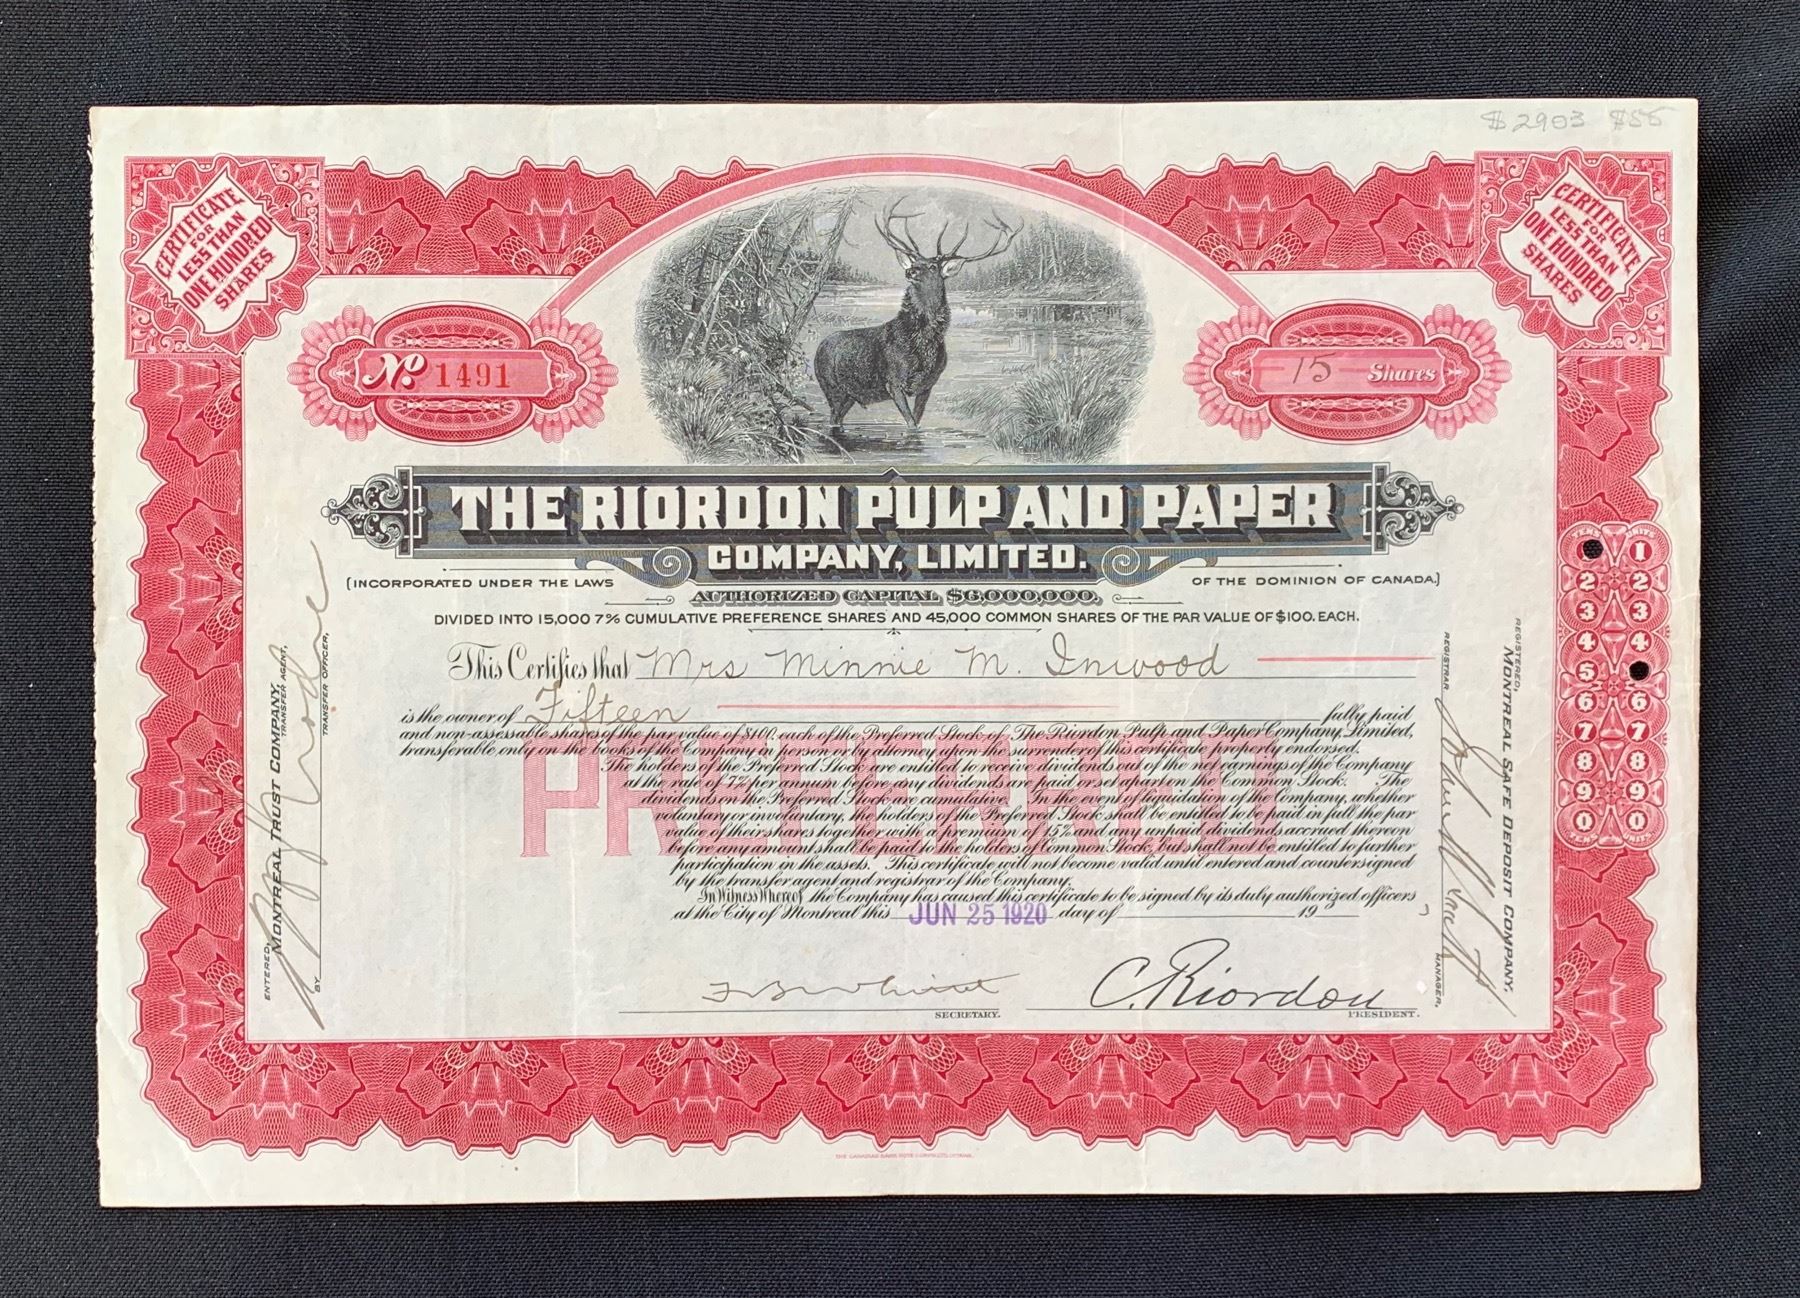 $2903 $55
CERTIFICATE
FOR
LESS THAN
ONE HUNDRED
SHARES
CERTIFICATE
FOR
LESS THAN
ONE HUNDRED
SHARES
No. 1491
15 Shares
THE RIORDON PULP AND PAPER
COMPANY, LIMITED.
(INCORPORATED UNDER THE LAWS OF THE DOMINION OF CANADA.)
AUTHORIZED CAPITAL $6,000,000.
DIVIDED INTO 15,000 7% CUMULATIVE PREFERENCE SHARES AND 45,000 COMMON SHARES OF THE PAR VALUE OF $100. EACH.
This Certifies that Mrs Minnie M. Inwood
is the owner of Fifteen fully paid
and non-assessable shares of the par value of $100. each of the Preferred Stock of The Riordon Pulp and Paper Company, Limited,
transferable only on the books of the Company in person or by attorney upon the surrender of this certificate properly endorsed.
The holders of the Preferred Stock are entitled to receive dividends out of the net earnings of the Company
at the rate of 7% per annum before any dividends are paid or set apart on the Common Stock. The
dividends on the Preferred Stock are cumulative. In the event of liquidation of the Company, whether
voluntary or involuntary, the holders of the Preferred Stock shall be entitled to be paid in full the par
value of their shares together with a premium of 15% and any unpaid dividends accrued thereon
before any amount shall be paid to the holders of Common Stock, but shall not be entitled to further
participation in the assets. This certificate will not become valid until entered and countersigned
by the transfer agent and registrar of the Company.
In Witness Whereof the Company has caused this certificate to be signed by its duly authorized officers
at the City of Montreal this JUN 25 1920 day of 19
PREFERRED
SECRETARY.
C. Riordon
PRESIDENT.
ENTERED,
MONTREAL TRUST COMPANY,
TRANSFER AGENT,
BY
TRANSFER OFFICER,
REGISTERED,
MONTREAL SAFE DEPOSIT COMPANY,
REGISTRAR
MANAGER.
TENS UNITS
1
2 2
3 3
4 4
5
6 6
7 7
8 8
9 9
0 0
TENS UNITS
THE CANADIAN BANK NOTE COMPANY, LIMITED.